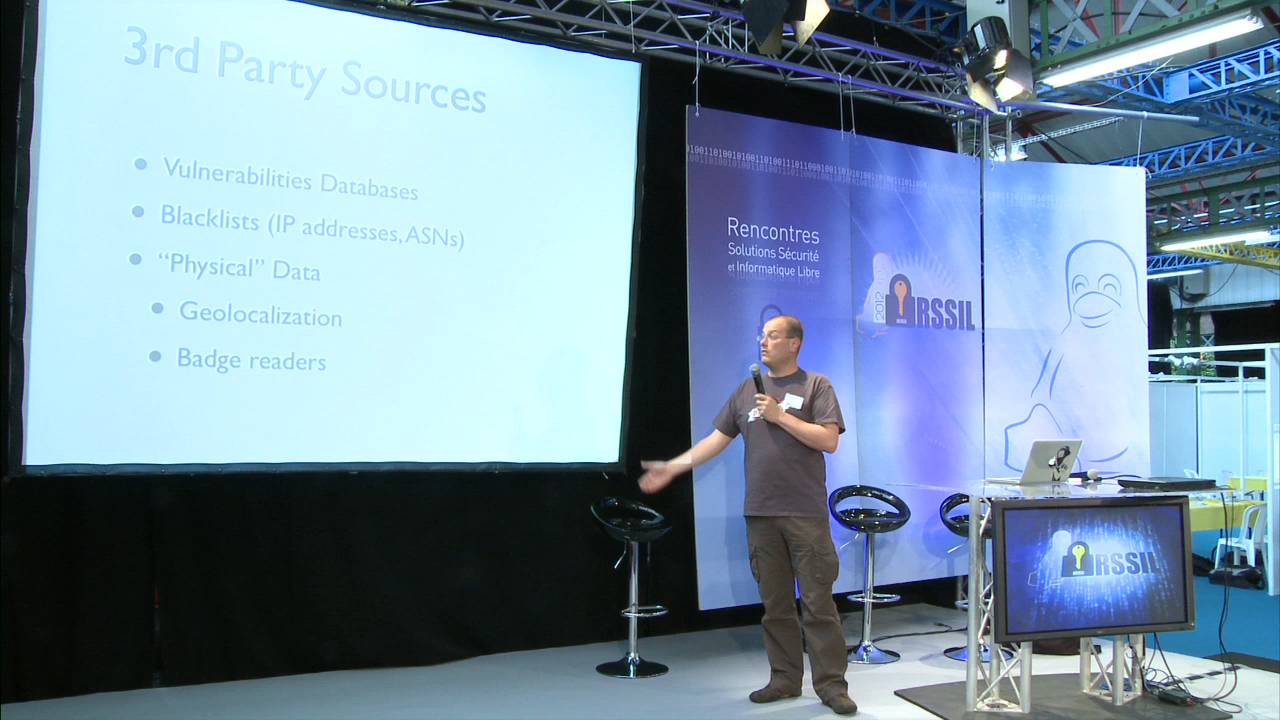 3rd Party Sources
Vulnerabilities Databases
Blacklists (IP addresses, ASNs)
“Physical” Data
Geolocalization
Badge readers
Rencontres
Solutions Sécurité
et Informatique Libre
2012
RSSIL
RSSIL